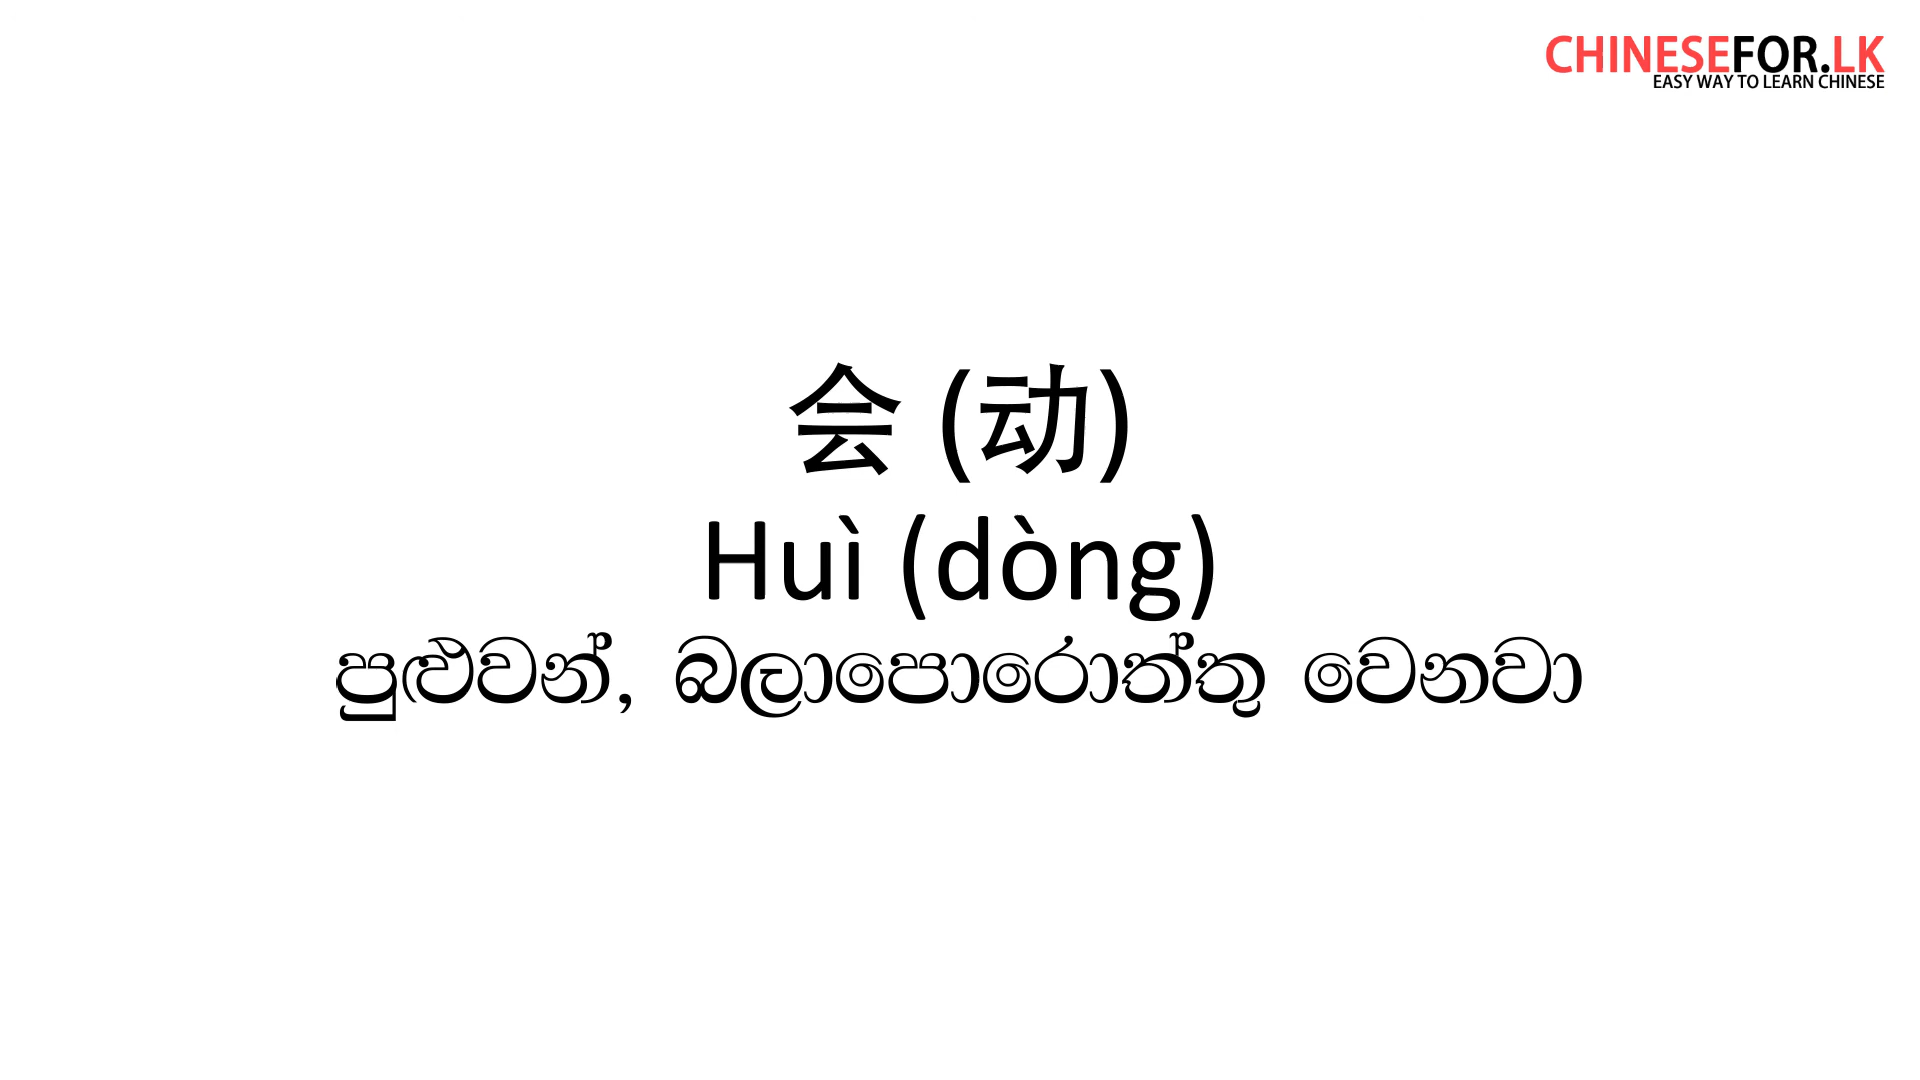 CHINESEFOR.LK
EASY WAY TO LEARN CHINESE
会 (动)
Huì (dòng)
පුළුවන්, බලාපොරොත්තු වෙනවා